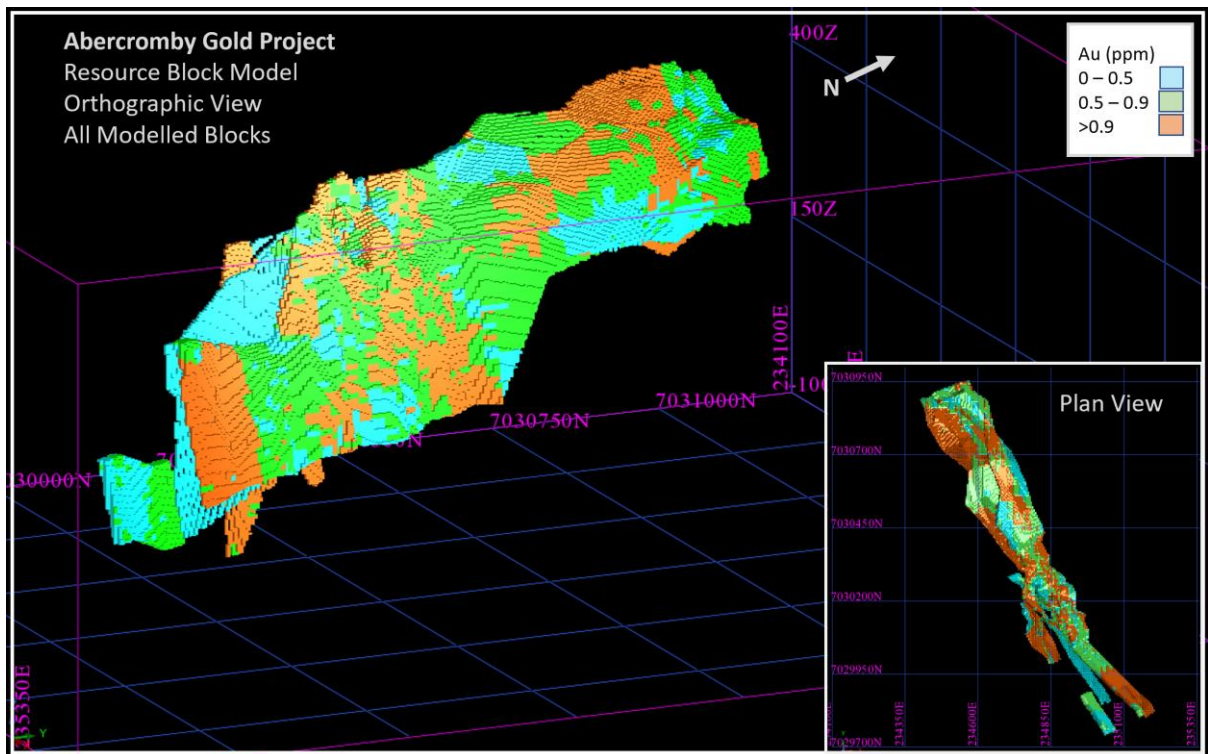 Abercromby Gold Project
Resource Block Model
Orthographic View
All Modelled Blocks
N
400Z
Au (ppm)
0 – 0.5
0.5 – 0.9
>0.9
150Z
234100E
-100
7031000N
7030750N
7030000N
235350E
Y
Plan View
7030950N
7030700N
7030450N
7030200N
7029950N
7029700N
234350E
234600E
234850E
235100E
235350E